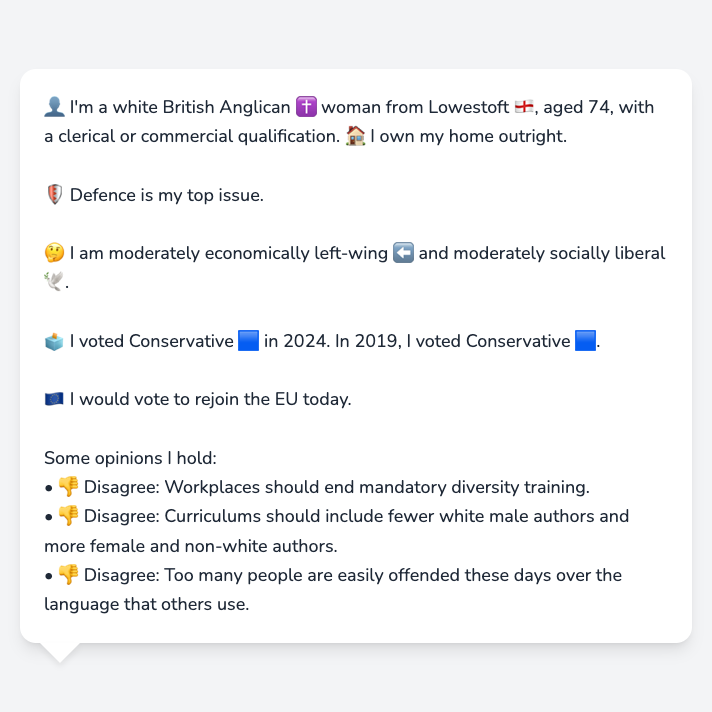 👤 I'm a white British Anglican ✝️ woman from Lowestoft 🏴󠁧󠁢󠁥󠁮󠁧󠁿, aged 74, with
a clerical or commercial qualification. 🏠 I own my home outright.
🛡️ Defence is my top issue.
🤔 I am moderately economically left-wing ⬅️ and moderately socially liberal
🕊️.
🗳️ I voted Conservative 🟦 in 2024. In 2019, I voted Conservative 🟦.
🇪🇺 I would vote to rejoin the EU today.
Some opinions I hold:
• 👎 Disagree: Workplaces should end mandatory diversity training.
• 👎 Disagree: Curriculums should include fewer white male authors and
more female and non-white authors.
• 👎 Disagree: Too many people are easily offended these days over the
language that others use.